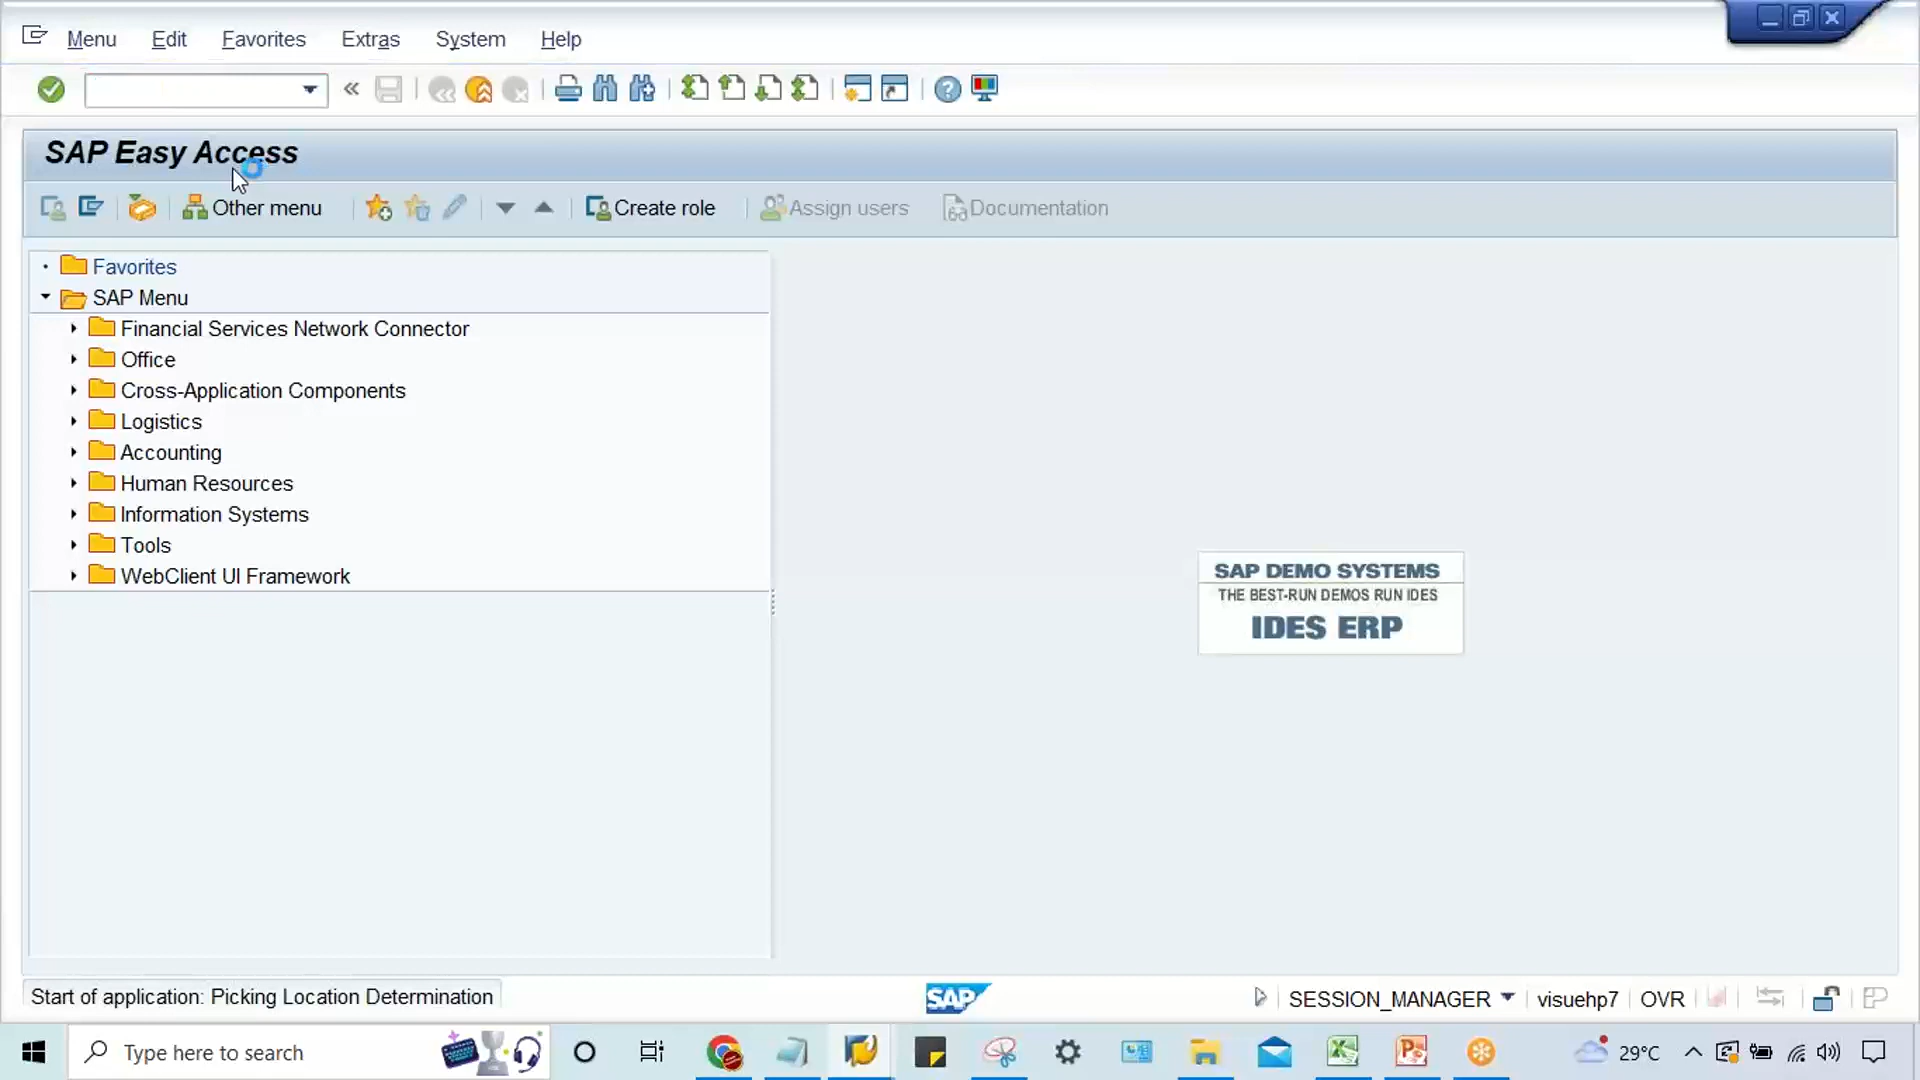 Menu Edit Favorites Extras System Help
SAP Easy Access
Other menu Create role Assign users Documentation
Favorites
SAP Menu
Financial Services Network Connector
Office
Cross-Application Components
Logistics
Accounting
Human Resources
Information Systems
Tools
WebClient UI Framework
SAP DEMO SYSTEMS
THE BEST-RUN DEMOS RUN IDES
IDES ERP
Start of application: Picking Location Determination SAP SESSION_MANAGER visuehp7 OVR
Type here to search 29°C